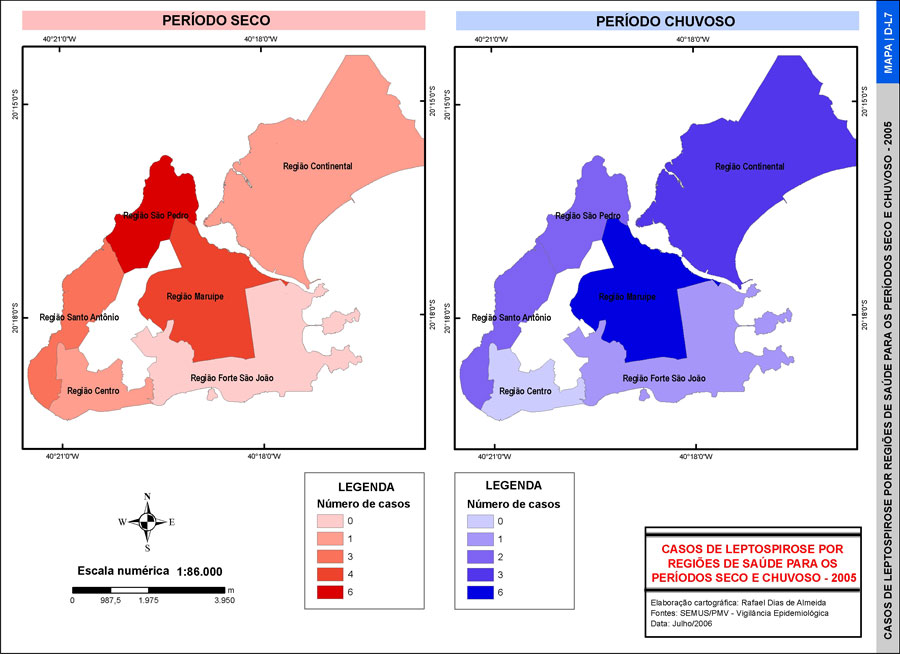 PERÍODO SECO
40°21'0"W
40°18'0"W
20°15'0"S
20°18'0"S
Região Continental
Região São Pedro
Região Maruipe
Região Santo Antônio
Região Forte São João
Região Centro
40°21'0"W
40°18'0"W
20°15'0"S
20°18'0"S
PERÍODO CHUVOSO
40°21'0"W
40°18'0"W
20°15'0"S
20°18'0"S
Região Continental
Região São Pedro
Região Maruipe
Região Santo Antônio
Região Forte São João
Região Centro
40°21'0"W
40°18'0"W
20°15'0"S
20°18'0"S
MAPA | D-L7
CASOS DE LEPTOSPIROSE POR REGIÕES DE SAÚDE PARA OS PERÍODOS SECO E CHUVOSO - 2005
N
W
E
S
Escala numérica 1:86.000
m
0 987,5 1.975 3.950
LEGENDA
Número de casos
0
1
3
4
6
LEGENDA
Número de casos
0
1
2
3
6
CASOS DE LEPTOSPIROSE POR
REGIÕES DE SAÚDE PARA OS
PERÍODOS SECO E CHUVOSO - 2005
Elaboração cartográfica: Rafael Dias de Almeida
Fontes: SEMUS/PMV - Vigilância Epidemiológica
Data: Julho/2006